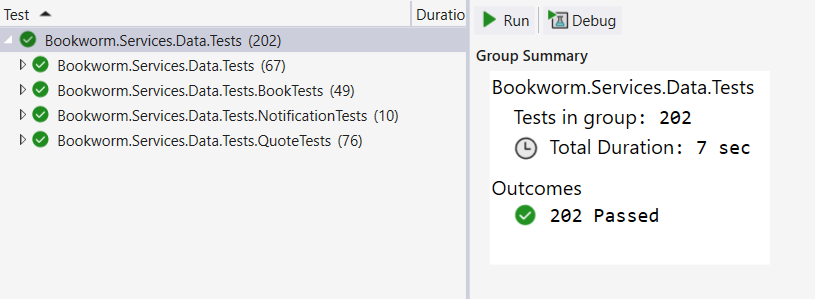 Test
Duratio
Bookworm.Services.Data.Tests (202)
Bookworm.Services.Data.Tests (67)
Bookworm.Services.Data.Tests.BookTests (49)
Bookworm.Services.Data.Tests.NotificationTests (10)
Bookworm.Services.Data.Tests.QuoteTests (76)
Run
Debug
Group Summary
Bookworm.Services.Data.Tests
Tests in group: 202
Total Duration: 7 sec
Outcomes
202 Passed